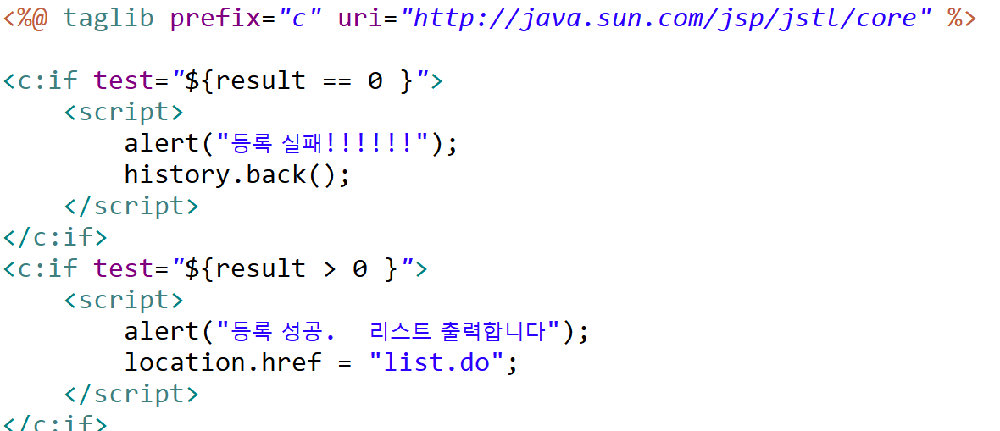 <%@ taglib prefix="c" uri="http://java.sun.com/jsp/jstl/core" %>
<c:if test="${result == 0 }">
<script>
alert("등록 실패!!!!!!");
history.back();
</script>
</c:if>
<c:if test="${result > 0 }">
<script>
alert("등록 성공.  리스트 출력합니다");
location.href = "list.do";
</script>
</c:if>